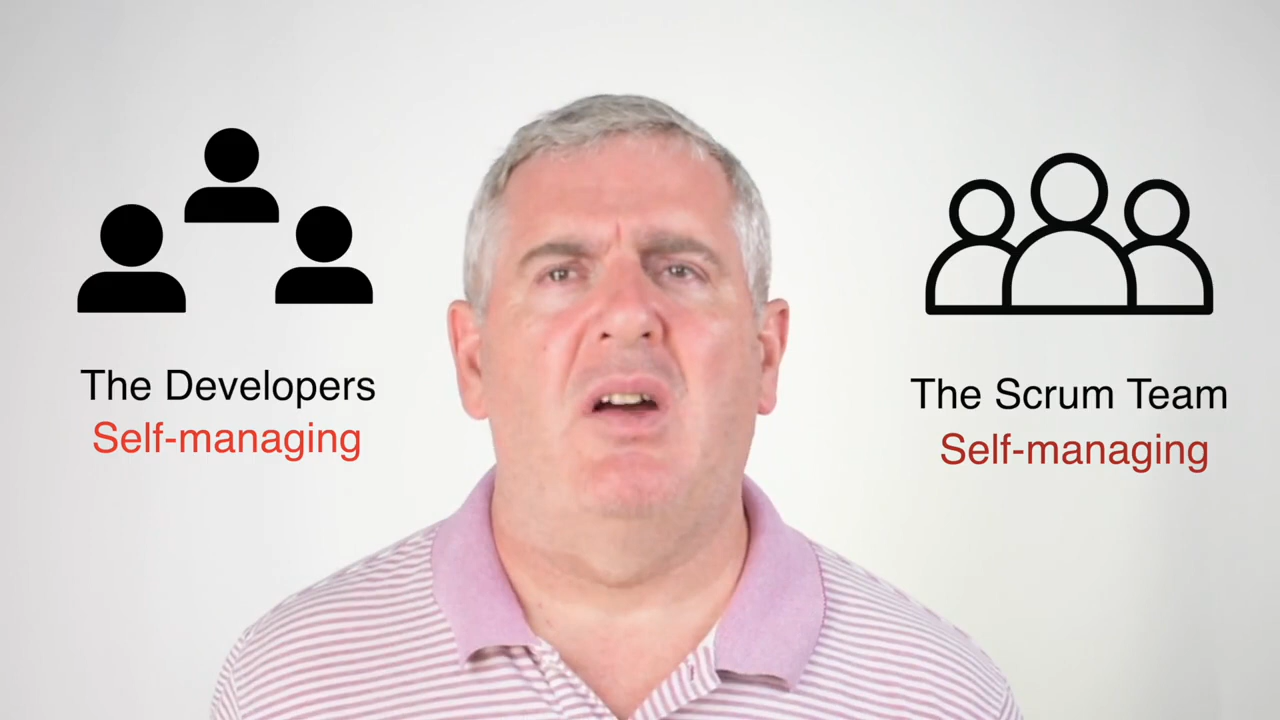 The Developers
Self-managing
The Scrum Team
Self-managing